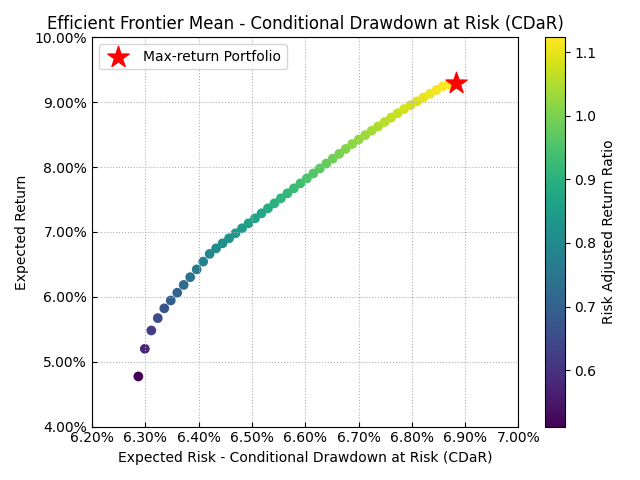 Efficient Frontier Mean - Conditional Drawdown at Risk (CDaR)
10.00%
9.00%
8.00%
7.00%
6.00%
5.00%
4.00%
Expected Return
Max-return Portfolio
6.20% 6.30% 6.40% 6.50% 6.60% 6.70% 6.80% 6.90% 7.00%
Expected Risk - Conditional Drawdown at Risk (CDaR)
1.1
1.0
0.9
0.8
0.7
0.6
Risk Adjusted Return Ratio